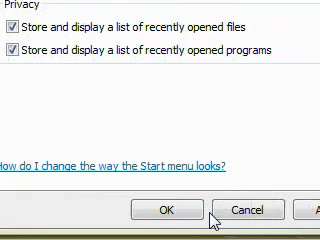 Privacy
Store and display a list of recently opened files
Store and display a list of recently opened programs
How do I change the way the Start menu looks?
OK
Cancel